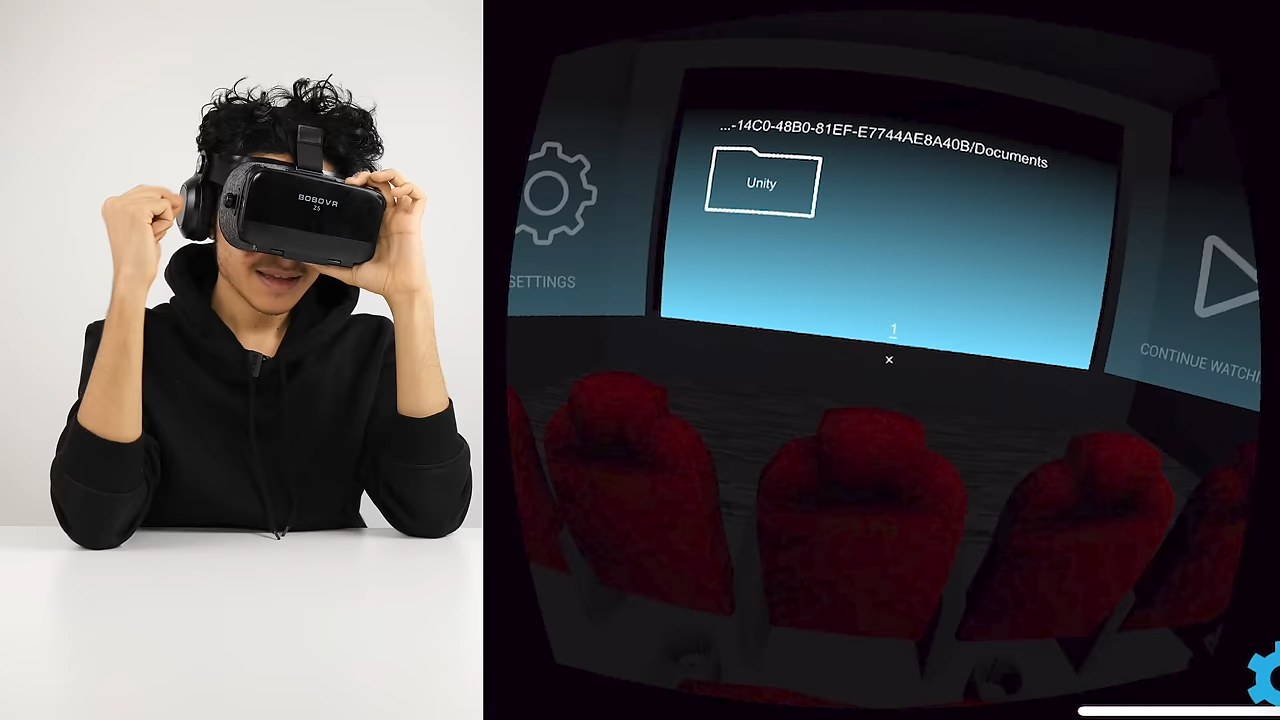 BOBOVR
Z5
...-14C0-48B0-81EF-E7744AE8A40B/Documents
Unity
SETTINGS
1
×
CONTINUE WATCHI